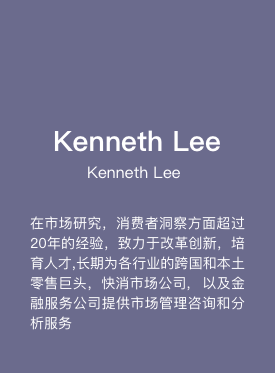 Kenneth Lee
Kenneth Lee
在市场研究，消费者洞察方面超过
20年的经验，致力于改革创新，培
育人才,长期为各行业的跨国和本土
零售巨头，快消市场公司，以及金
融服务公司提供市场管理咨询和分
析服务